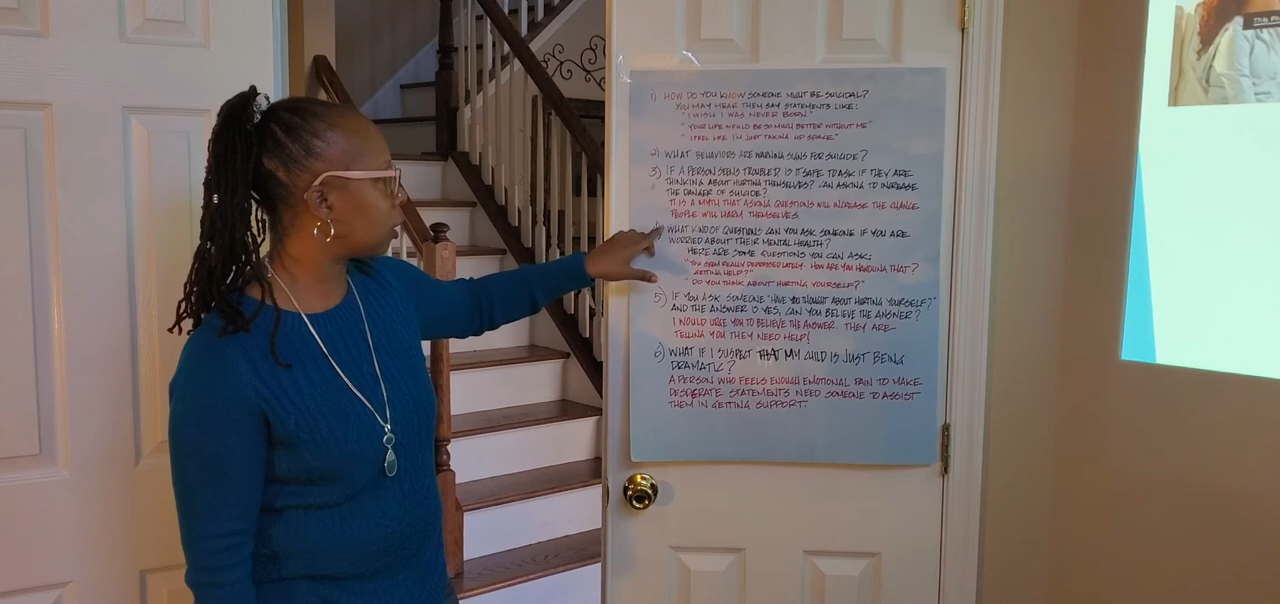 1) HOW DO YOU KNOW SOMEONE MIGHT BE SUICIDAL?
YOU MAY HEAR THEM SAY STATEMENTS LIKE:
"I WISH I WAS NEVER BORN"
"YOUR LIFE WOULD BE SO MUCH BETTER WITHOUT ME"
"I FEEL LIKE I'M JUST TAKING UP SPACE"
2) WHAT BEHAVIORS ARE WARNING SIGNS FOR SUICIDE?
3) IF A PERSON SEEMS TROUBLED IS IT SAFE TO ASK IF THEY ARE
THINKING ABOUT HURTING THEMSELVES? CAN ASKING TO INCREASE
THE DANGER OF SUICIDE?
IT IS A MYTH THAT ASKING QUESTIONS WILL INCREASE THE CHANCE
PEOPLE WILL HARM THEMSELVES.
WHAT KIND OF QUESTIONS CAN YOU ASK SOMEONE IF YOU ARE
WORRIED ABOUT THEIR MENTAL HEALTH?
HERE ARE SOME QUESTIONS YOU CAN ASK:
"YOU SEEM REALLY DEPRESSED LATELY. HOW ARE YOU HANDLING THAT?
GETTING HELP?"
"DO YOU THINK ABOUT HURTING YOURSELF?"
5) IF YOU ASK SOMEONE "HAVE YOU THOUGHT ABOUT HURTING YOURSELF?"
AND THE ANSWER IS YES, CAN YOU BELIEVE THE ANSWER?
I WOULD URGE YOU TO BELIEVE THE ANSWER. THEY ARE
TELLING YOU THEY NEED HELP!
6) WHAT IF I SUSPECT THAT MY CHILD IS JUST BEING
DRAMATIC?
A PERSON WHO FEELS ENOUGH EMOTIONAL PAIN TO MAKE
DESPERATE STATEMENTS NEED SOMEONE TO ASSIST
THEM IN GETTING SUPPORT.